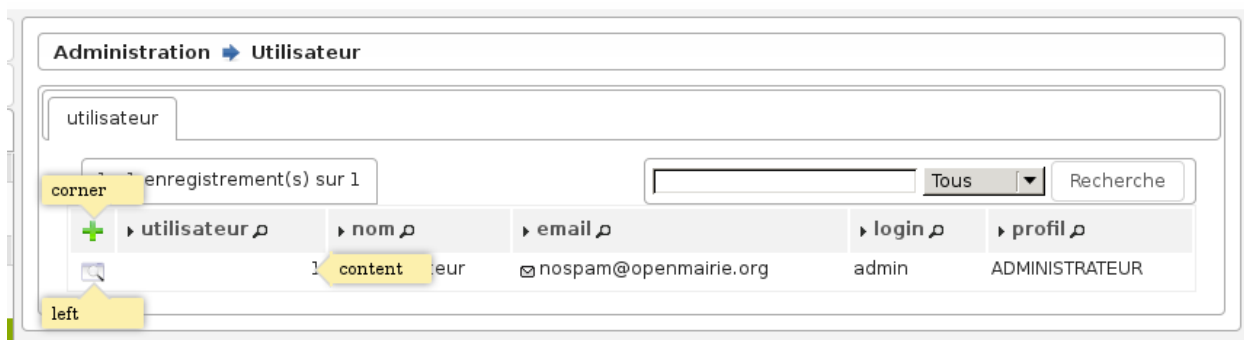 Administration Utilisateur
utilisateur
enregistrement(s) sur 1
Tous
Recherche
corner
utilisateur
nom
email
login
profil
1
content
eur
nospam@openmairie.org
admin
ADMINISTRATEUR
left